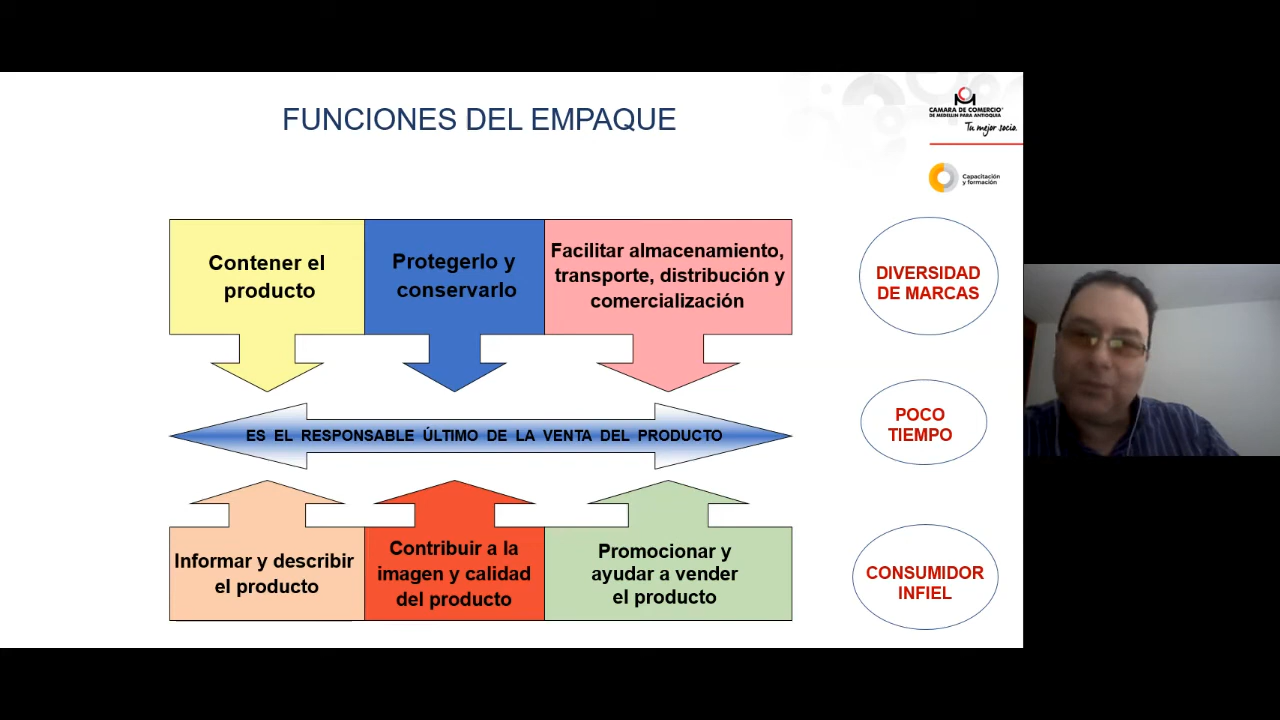 FUNCIONES DEL EMPAQUE
CAMARA DE COMERCIO
DE MEDELLIN PARA ANTIOQUIA
Tu mejor socio.
Capacitación
y formación
Contener el
producto
Protegerlo y
conservarlo
Facilitar almacenamiento,
transporte, distribución y
comercialización
DIVERSIDAD
DE MARCAS
ES EL RESPONSABLE ÚLTIMO DE LA VENTA DEL PRODUCTO
POCO
TIEMPO
Informar y describir
el producto
Contribuir a la
imagen y calidad
del producto
Promocionar y
ayudar a vender
el producto
CONSUMIDOR
INFIEL